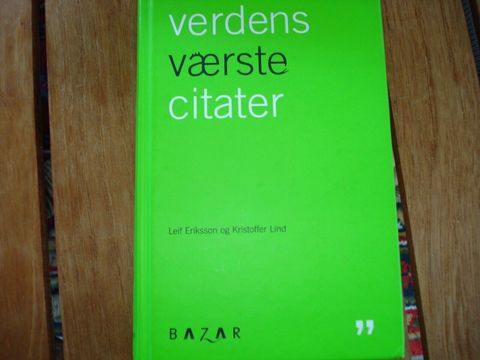 verdens
værste
citater
Leif Eriksson og Kristoffer Lind
BAZAR
”